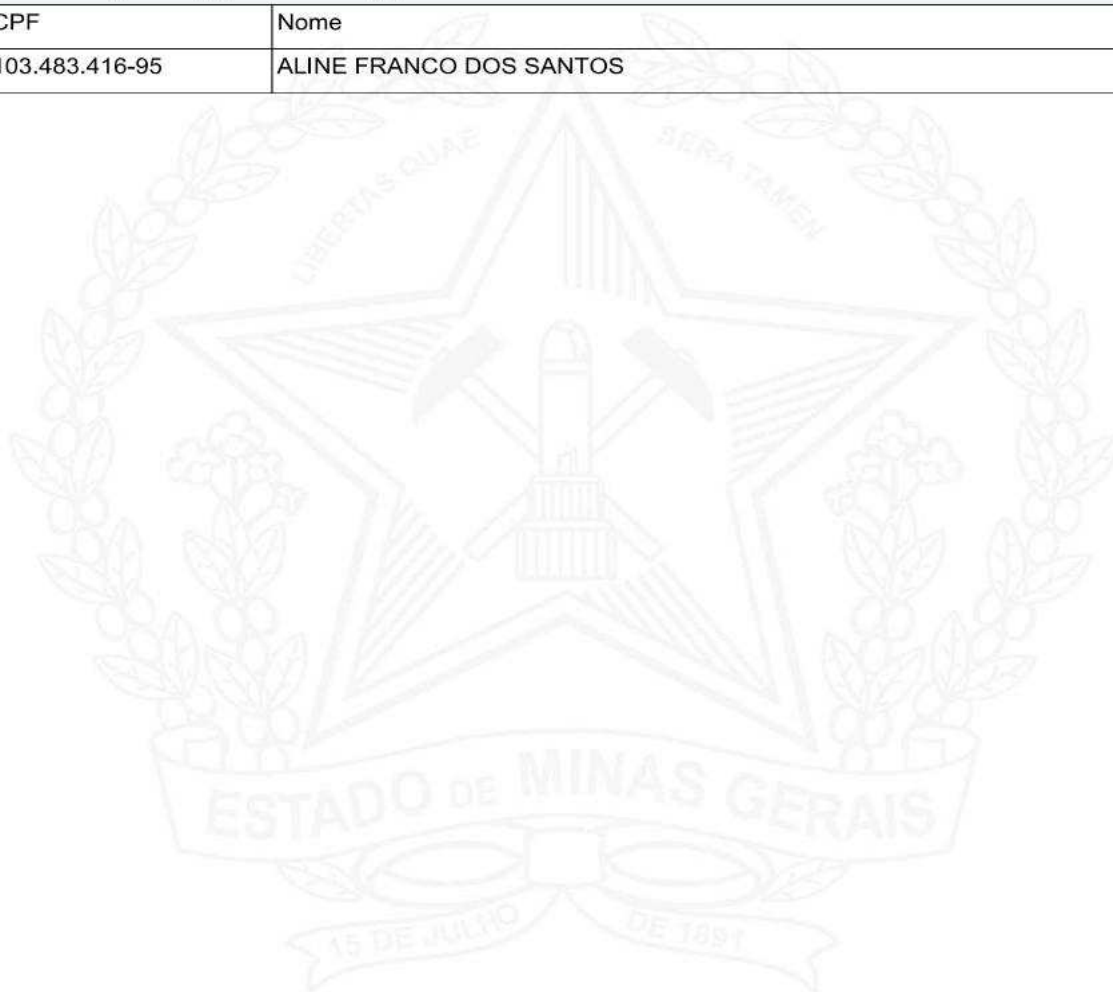 CPF Nome
103.483.416-95 ALINE FRANCO DOS SANTOS
LIBERTAS QUAE SERA TAMEN
ESTADO DE MINAS GERAIS
15 DE JULHO DE 1891